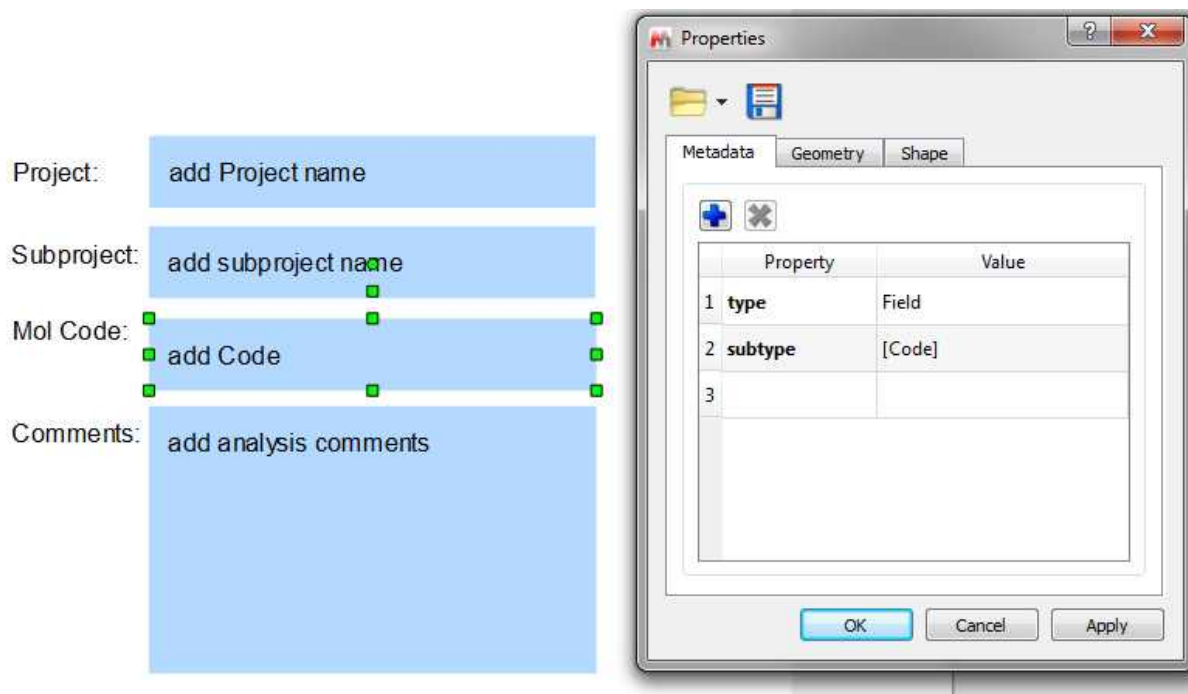 Project:
add Project name
Subproject:
add subproject name
Mol Code:
add Code
Comments:
add analysis comments
Properties
?
Metadata
Geometry
Shape
Property
Value
1 type Field
2 subtype [Code]
3
OK
Cancel
Apply